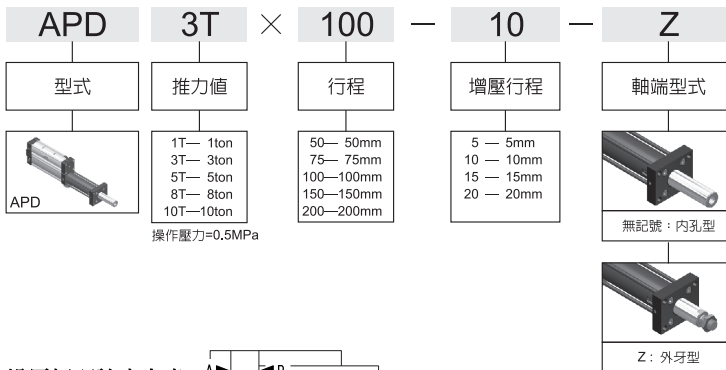 APD 3T × 100 — 10 — Z
型式 推力值 行程 增壓行程 軸端型式
APD
1T— 1ton
3T— 3ton
5T— 5ton
8T— 8ton
10T—10ton
操作壓力=0.5MPa
50— 50mm
75— 75mm
100—100mm
150—150mm
200—200mm
5 — 5mm
10 — 10mm
15 — 15mm
20 — 20mm
無記號：內孔型
Z：外牙型
A B